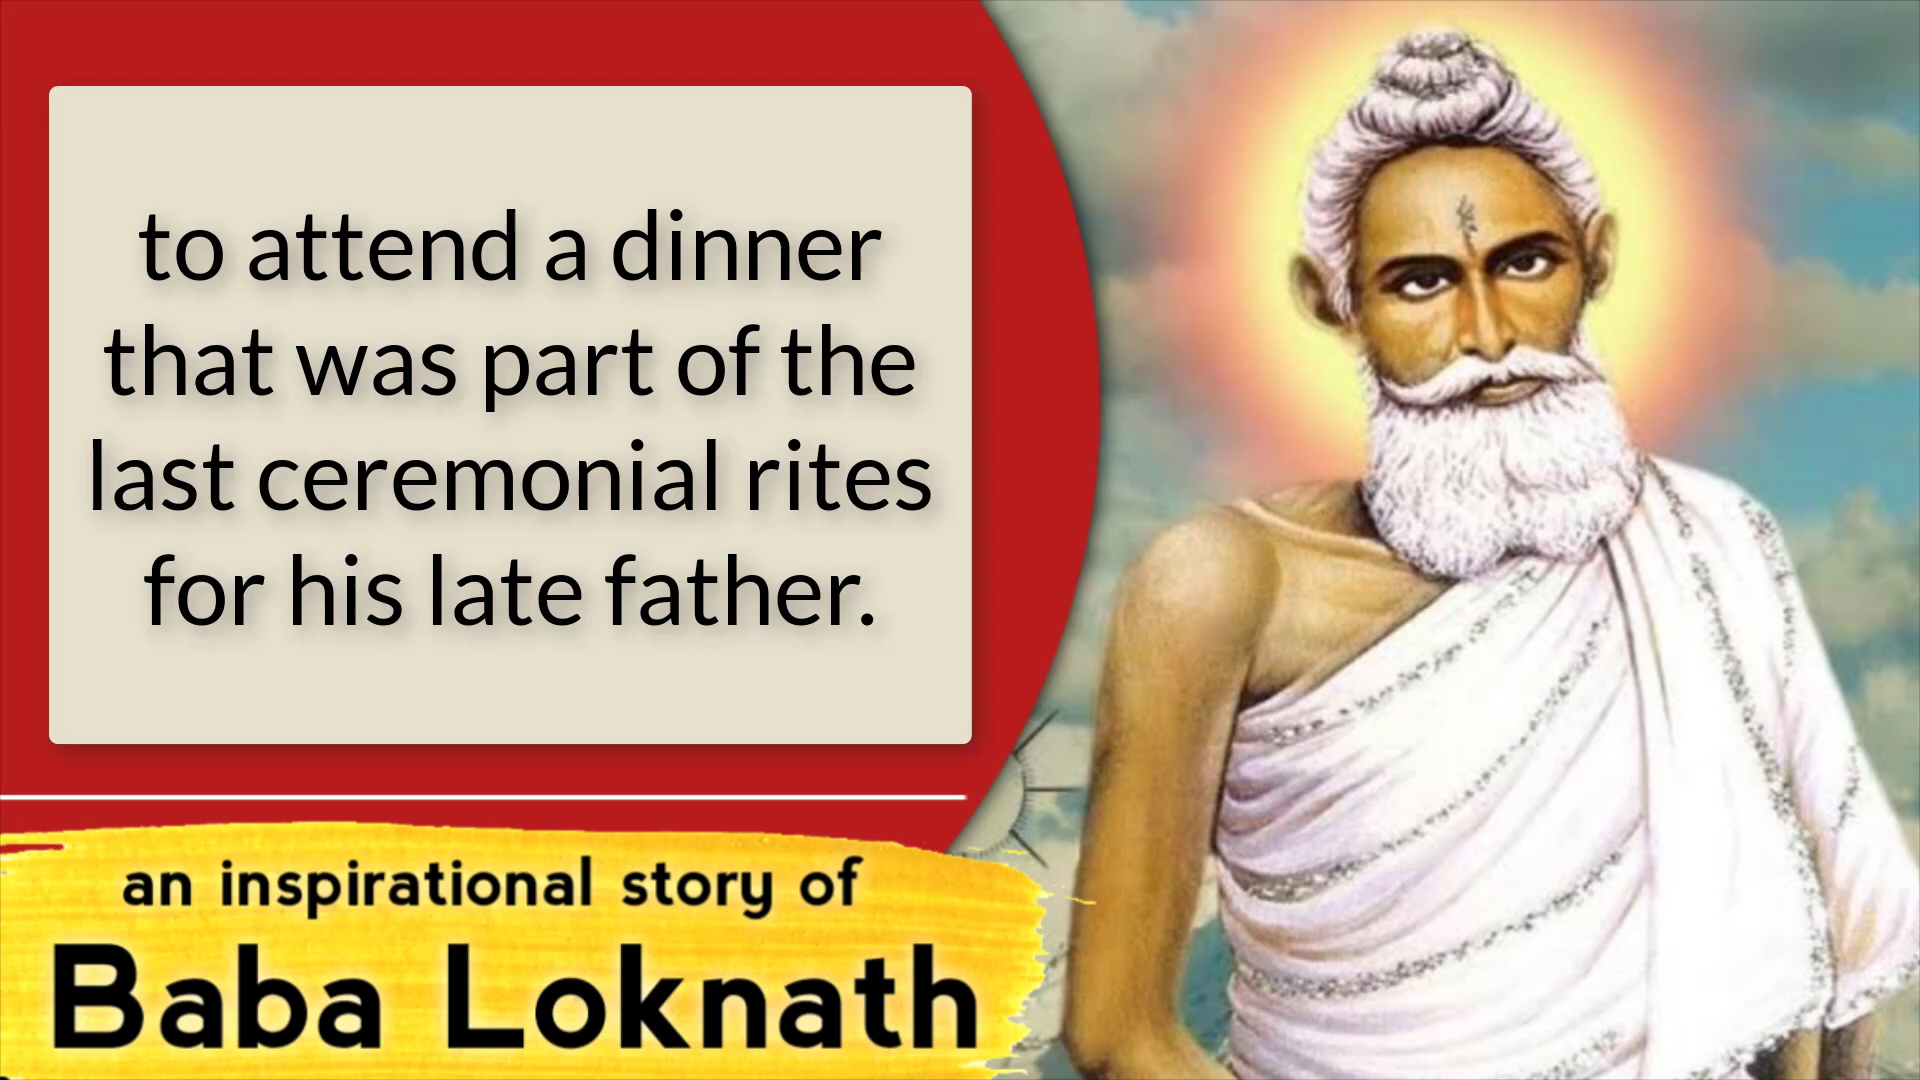 to attend a dinner
that was part of the
last ceremonial rites
for his late father.
an inspirational story of
Baba Loknath